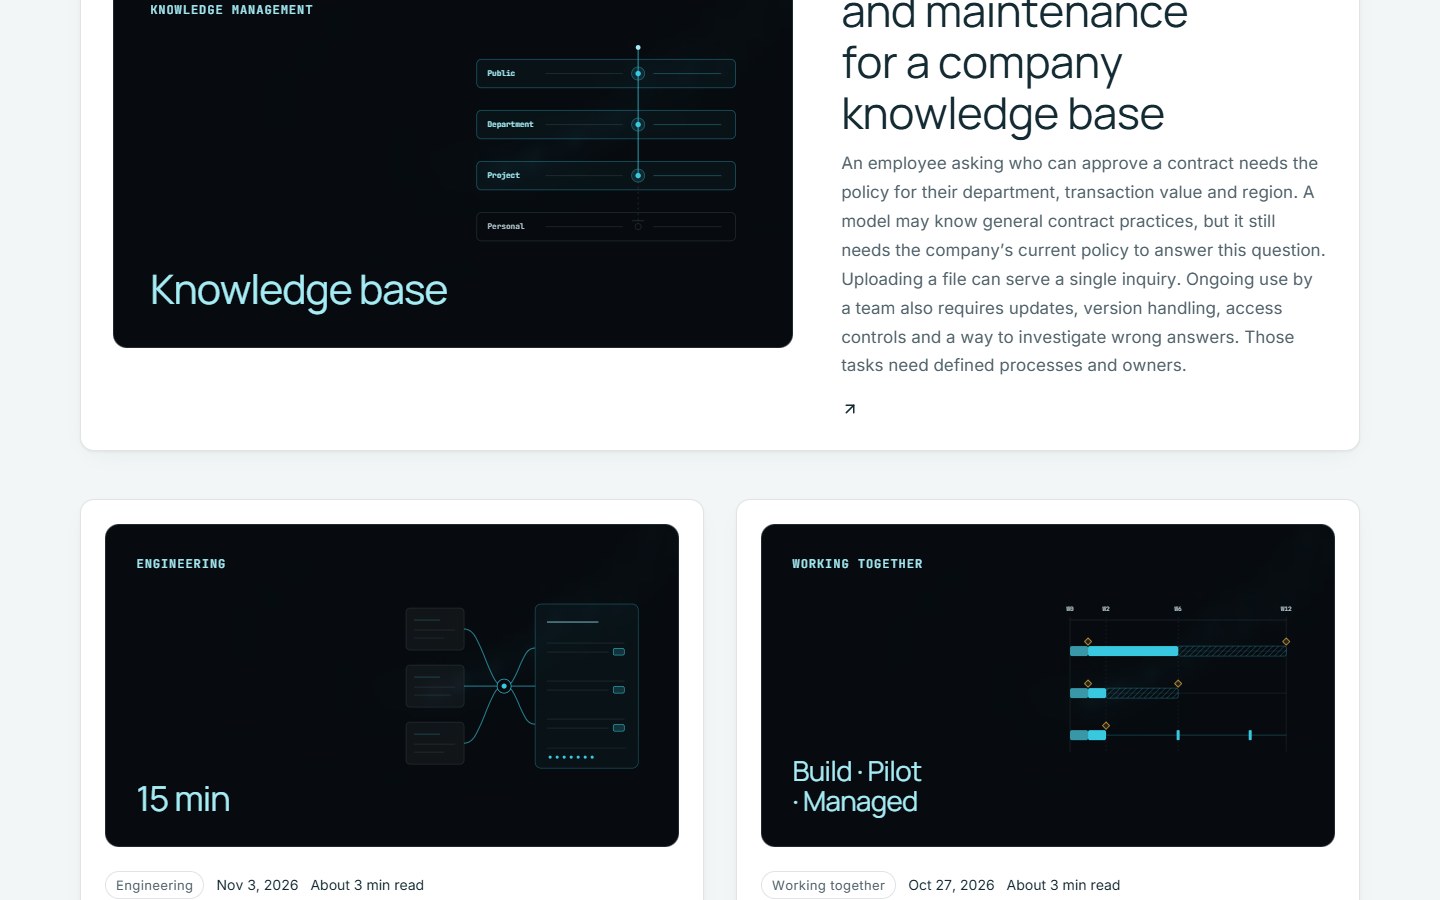 KNOWLEDGE MANAGEMENT
Public
Department
Project
Personal
Knowledge base
and maintenance
for a company
knowledge base
An employee asking who can approve a contract needs the
policy for their department, transaction value and region. A
model may know general contract practices, but it still
needs the company’s current policy to answer this question.
Uploading a file can serve a single inquiry. Ongoing use by
a team also requires updates, version handling, access
controls and a way to investigate wrong answers. Those
tasks need defined processes and owners.
ENGINEERING
15 min
Engineering Nov 3, 2026 About 3 min read
WORKING TOGETHER
W0 W2 W6 W12
Build · Pilot
· Managed
Working together Oct 27, 2026 About 3 min read